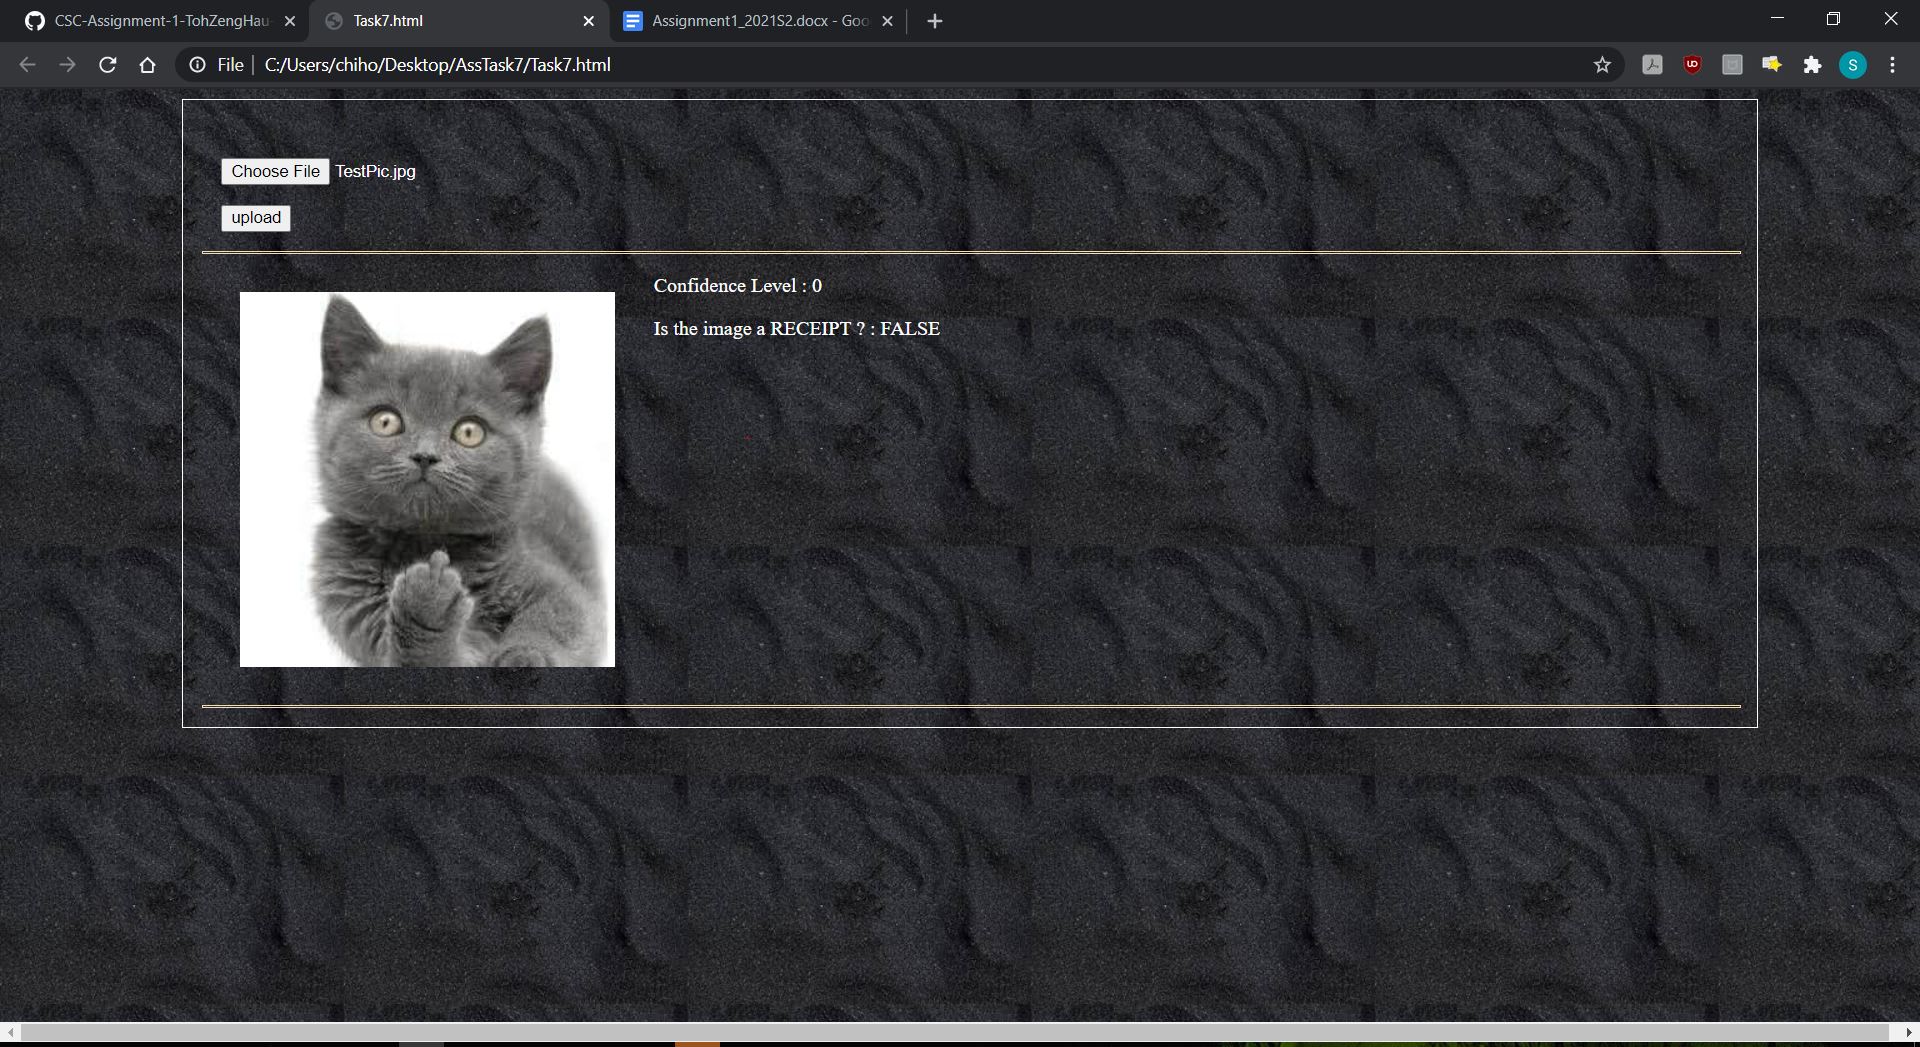 CSC-Assignment-1-TohZengHau-
Task7.html
Assignment1_2021S2.docx - Goo
File
C:/Users/chiho/Desktop/AssTask7/Task7.html
S
Choose File TestPic.jpg
upload
Confidence Level : 0
Is the image a RECEIPT ? : FALSE